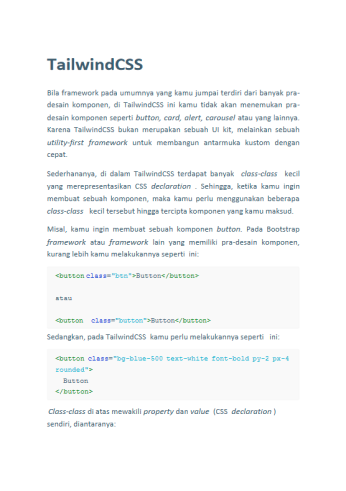 TailwindCSS
Bila framework pada umumnya yang kamu jumpai terdiri dari banyak pra-
desain komponen, di TailwindCSS ini kamu tidak akan menemukan pra-
desain komponen seperti button, card, alert, carousel atau yang lainnya.
Karena TailwindCSS bukan merupakan sebuah UI kit, melainkan sebuah
utility-first framework untuk membangun antarmuka kustom dengan
cepat.
Sederhananya, di dalam TailwindCSS terdapat banyak class-class kecil
yang merepresentasikan CSS declaration . Sehingga, ketika kamu ingin
membuat sebuah komponen, maka kamu perlu menggunakan beberapa
class-class kecil tersebut hingga tercipta komponen yang kamu maksud.
Misal, kamu ingin membuat sebuah komponen button. Pada Bootstrap
framework atau framework lain yang memiliki pra-desain komponen,
kurang lebih kamu melakukannya seperti ini:
<button class="btn">Button</button>
atau
<button class="button">Button</button>
Sedangkan, pada TailwindCSS kamu perlu melakukannya seperti ini:
<button class="bg-blue-500 text-white font-bold py-2 px-4
rounded">
Button
</button>
Class-class di atas mewakili property dan value (CSS declaration )
sendiri, diantaranya: